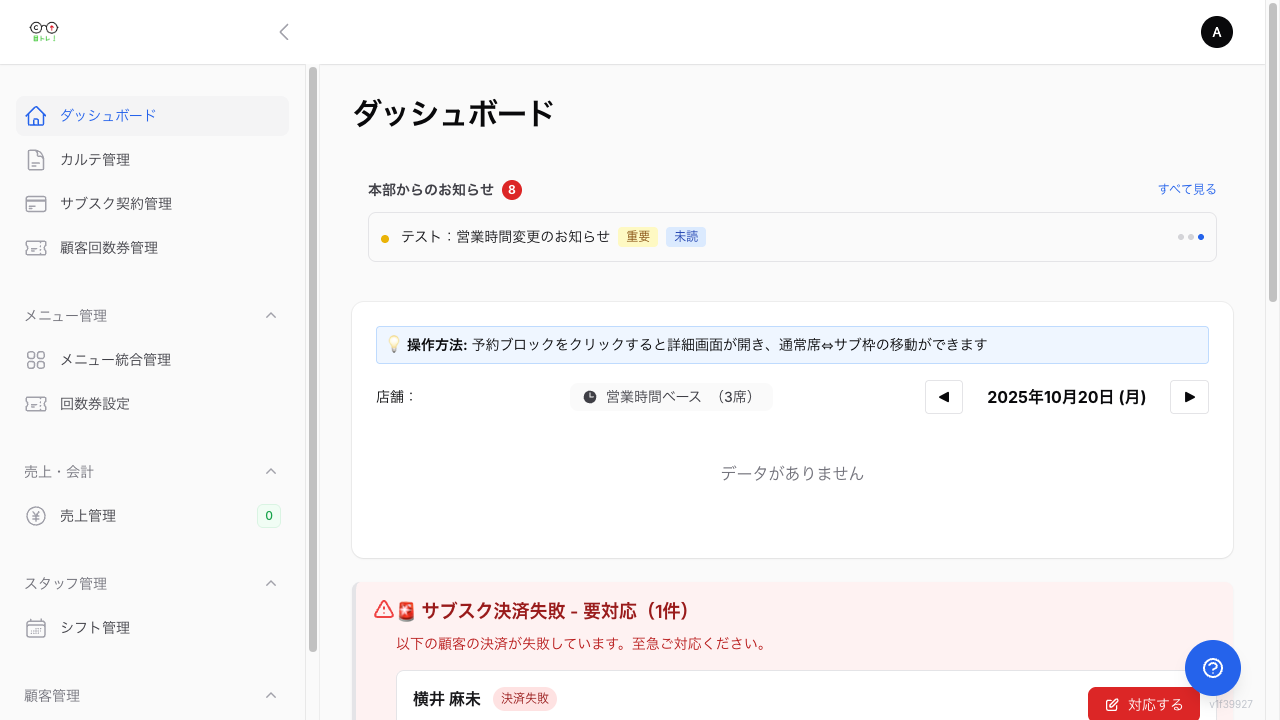 目トレ！
A
ダッシュボード
カルテ管理
サブスク契約管理
顧客回数券管理
メニュー管理
メニュー統合管理
回数券設定
売上・会計
売上管理 0
スタッフ管理
シフト管理
顧客管理
ダッシュボード
本部からのお知らせ 8 すべて見る
テスト：営業時間変更のお知らせ 重要 未読
💡 操作方法: 予約ブロックをクリックすると詳細画面が開き、通常席⇔サブ枠の移動ができます
店舗： 営業時間ベース （3席） ◀ 2025年10月20日 (月) ▶
データがありません
🚨 サブスク決済失敗 - 要対応（1件）
以下の顧客の決済が失敗しています。至急ご対応ください。
横井 麻未 決済失敗
対応する
v1f39927